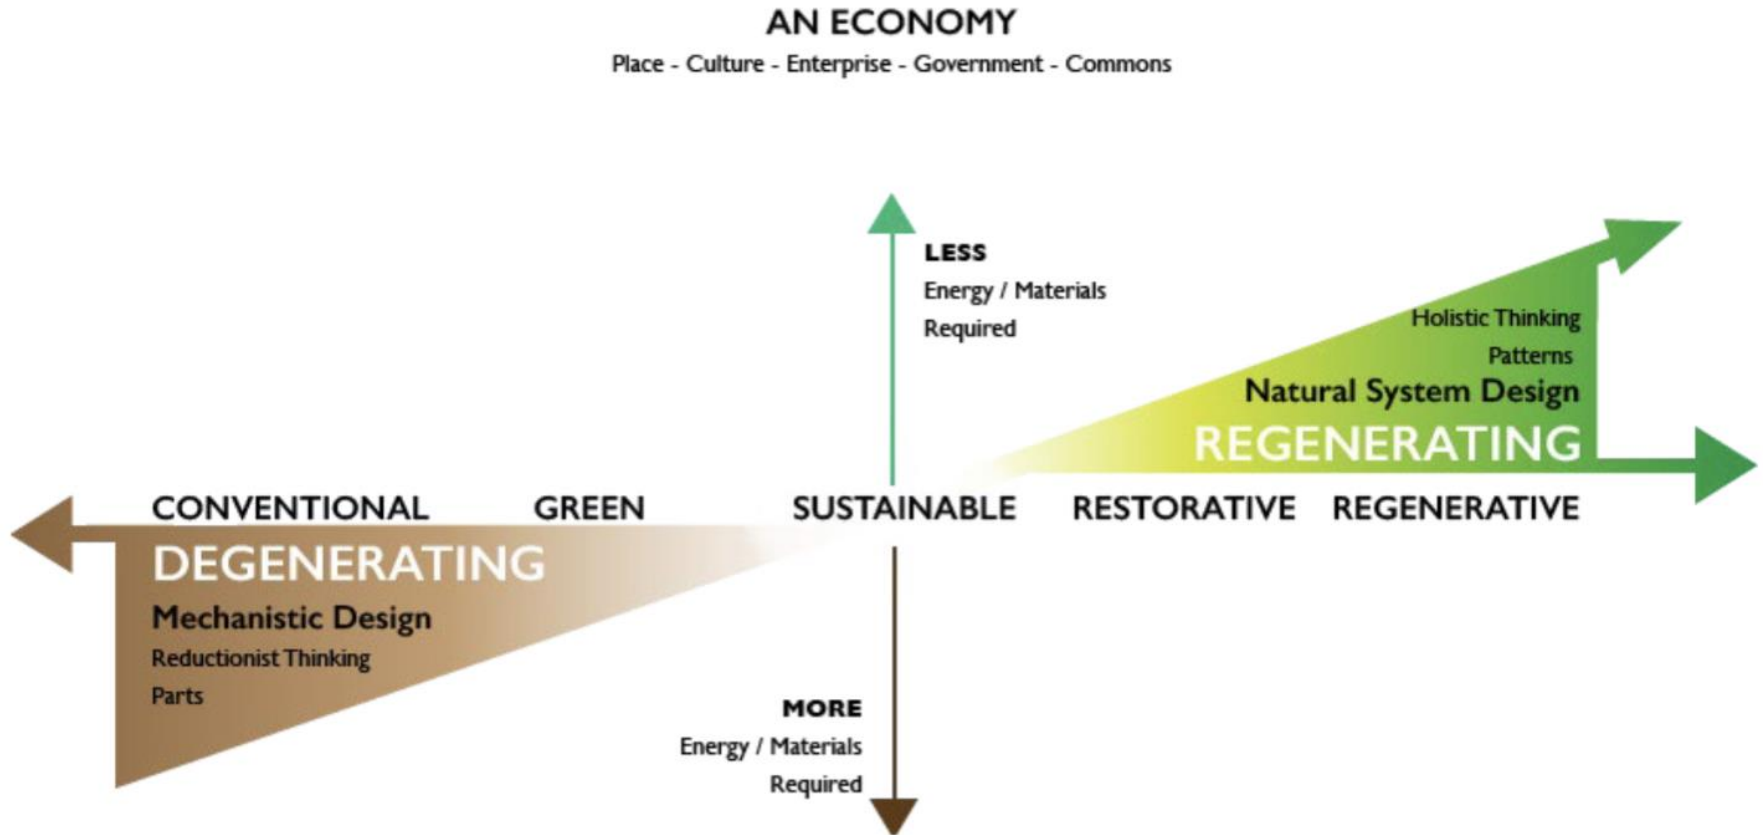 AN ECONOMY
Place - Culture - Enterprise - Government - Commons
LESS
Energy / Materials
Required
Holistic Thinking
Patterns
Natural System Design
REGENERATING
CONVENTIONAL GREEN SUSTAINABLE RESTORATIVE REGENERATIVE
DEGENERATING
Mechanistic Design
Reductionist Thinking
Parts
MORE
Energy / Materials
Required